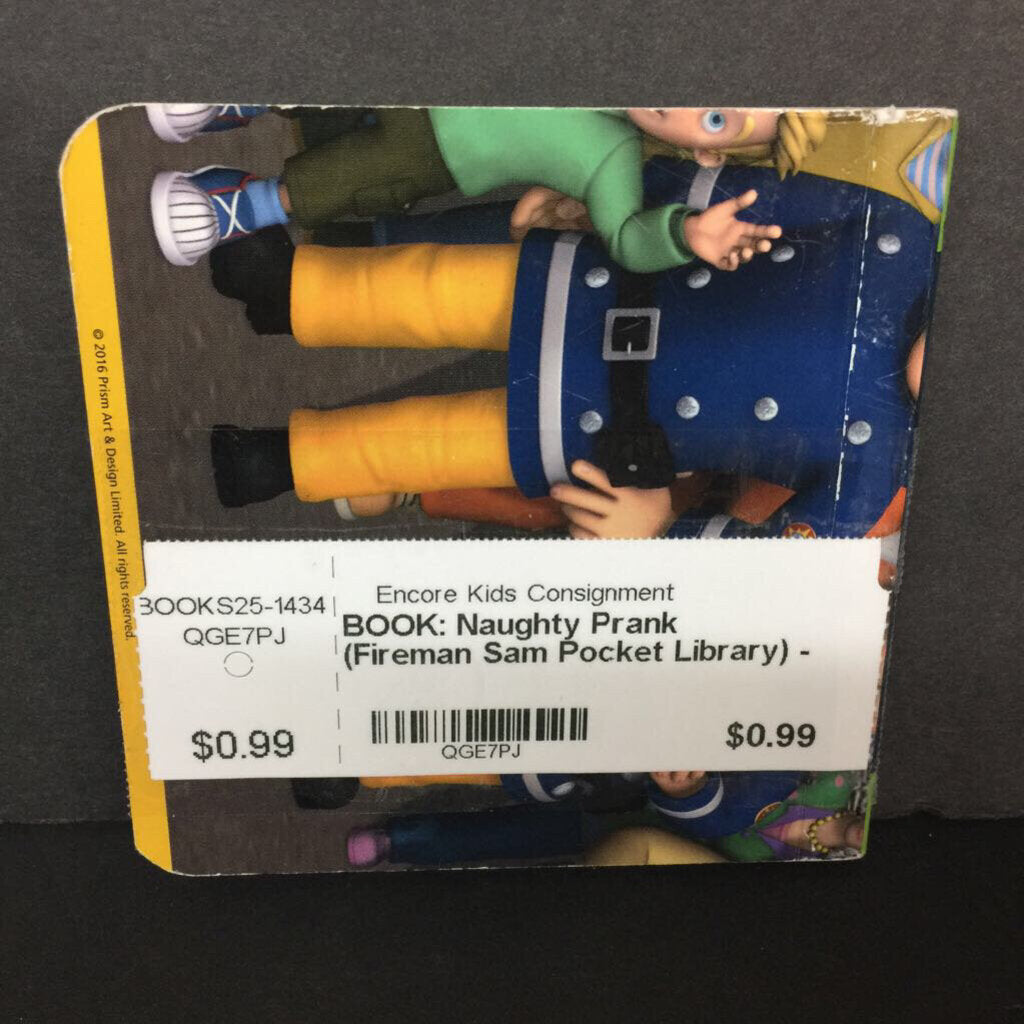 © 2016 Prism Art & Design Limited. All rights reserved.
BOOKS25-1434
QGE7PJ
$0.99
Encore Kids Consignment
BOOK: Naughty Prank
(Fireman Sam Pocket Library) -
QGE7PJ
$0.99